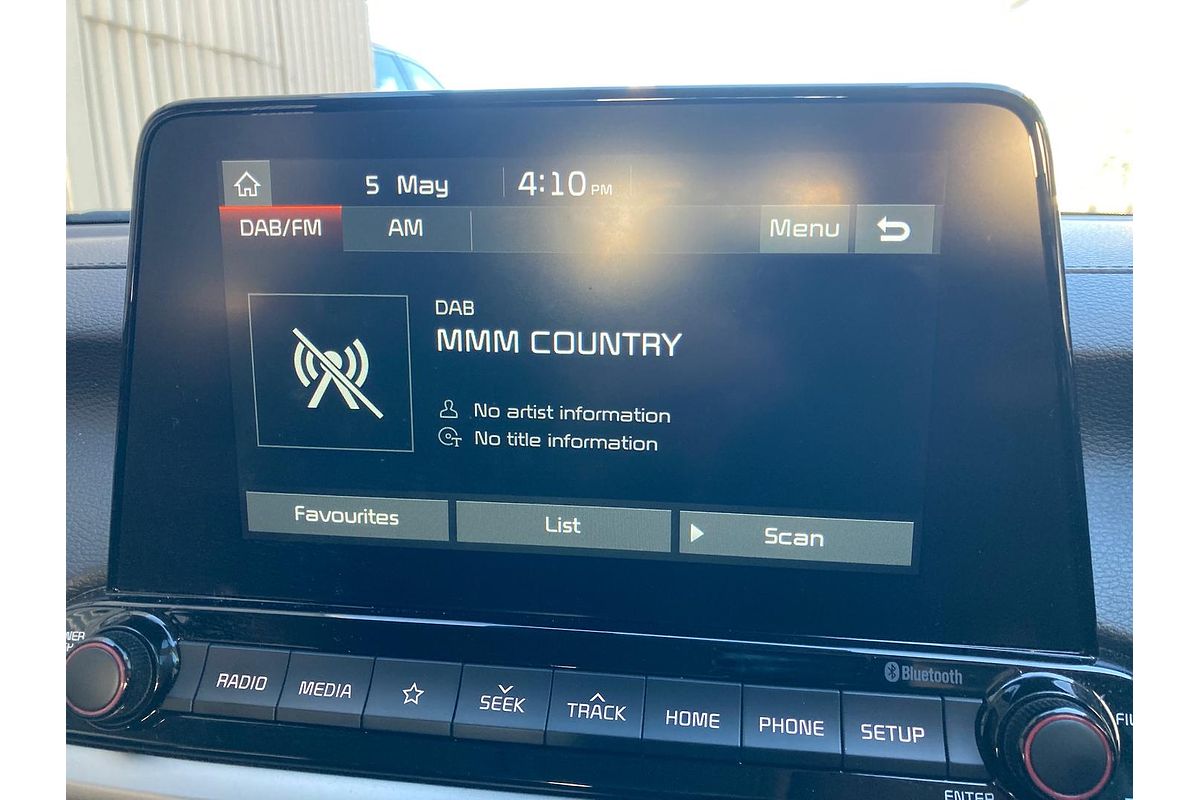 5 May 4:10 PM
DAB/FM AM Menu
DAB
MMM COUNTRY
No artist information
No title information
Favourites List Scan
Bluetooth
RADIO MEDIA SEEK TRACK HOME PHONE SETUP
ENTER